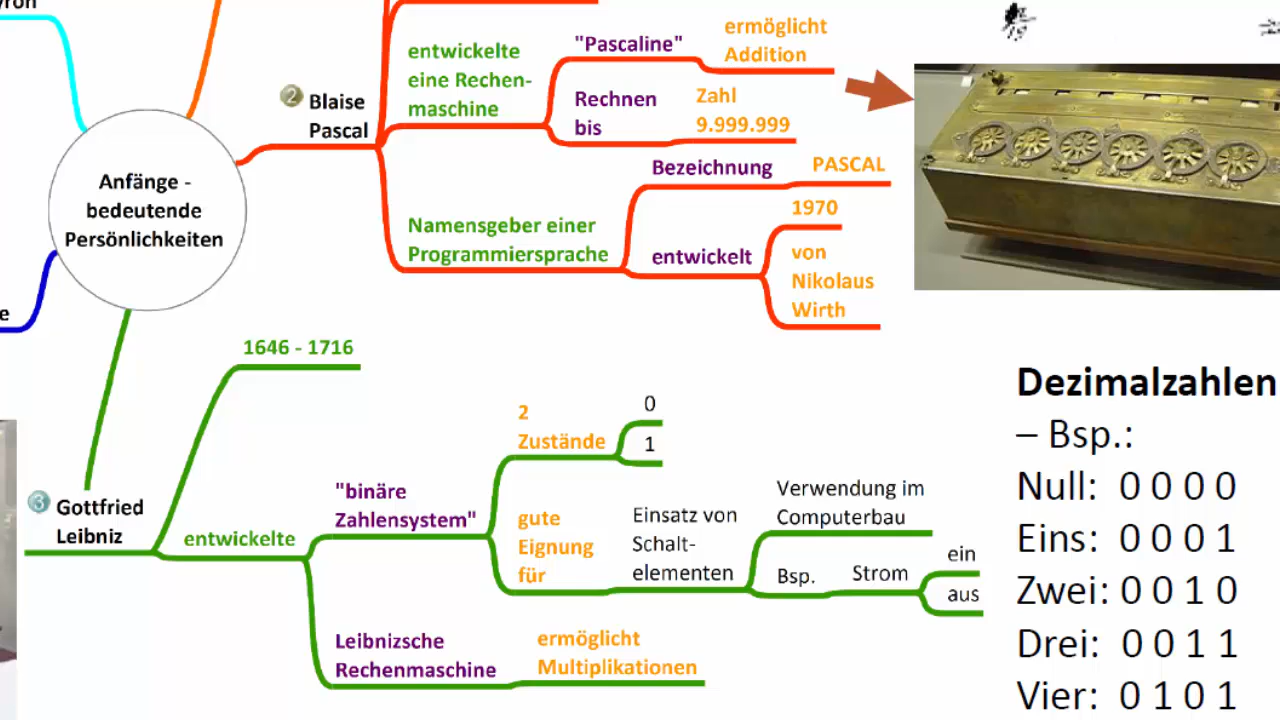 yron
Anfänge -
bedeutende
Persönlichkeiten
e
2
Blaise
Pascal
entwickelte
eine Rechen-
maschine
"Pascaline"
ermöglicht
Addition
Rechnen
bis
Zahl
9.999.999
Namensgeber einer
Programmiersprache
Bezeichnung
PASCAL
entwickelt
1970
von
Nikolaus
Wirth
3
Gottfried
Leibniz
1646 - 1716
entwickelte
"binäre
Zahlensystem"
2
Zustände
0
1
gute
Eignung
für
Einsatz von
Schalt-
elementen
Verwendung im
Computerbau
Bsp.
Strom
ein
aus
Leibnizsche
Rechenmaschine
ermöglicht
Multiplikationen
Dezimalzahlen
– Bsp.:
Null: 0 0 0 0
Eins: 0 0 0 1
Zwei: 0 0 1 0
Drei: 0 0 1 1
Vier: 0 1 0 1